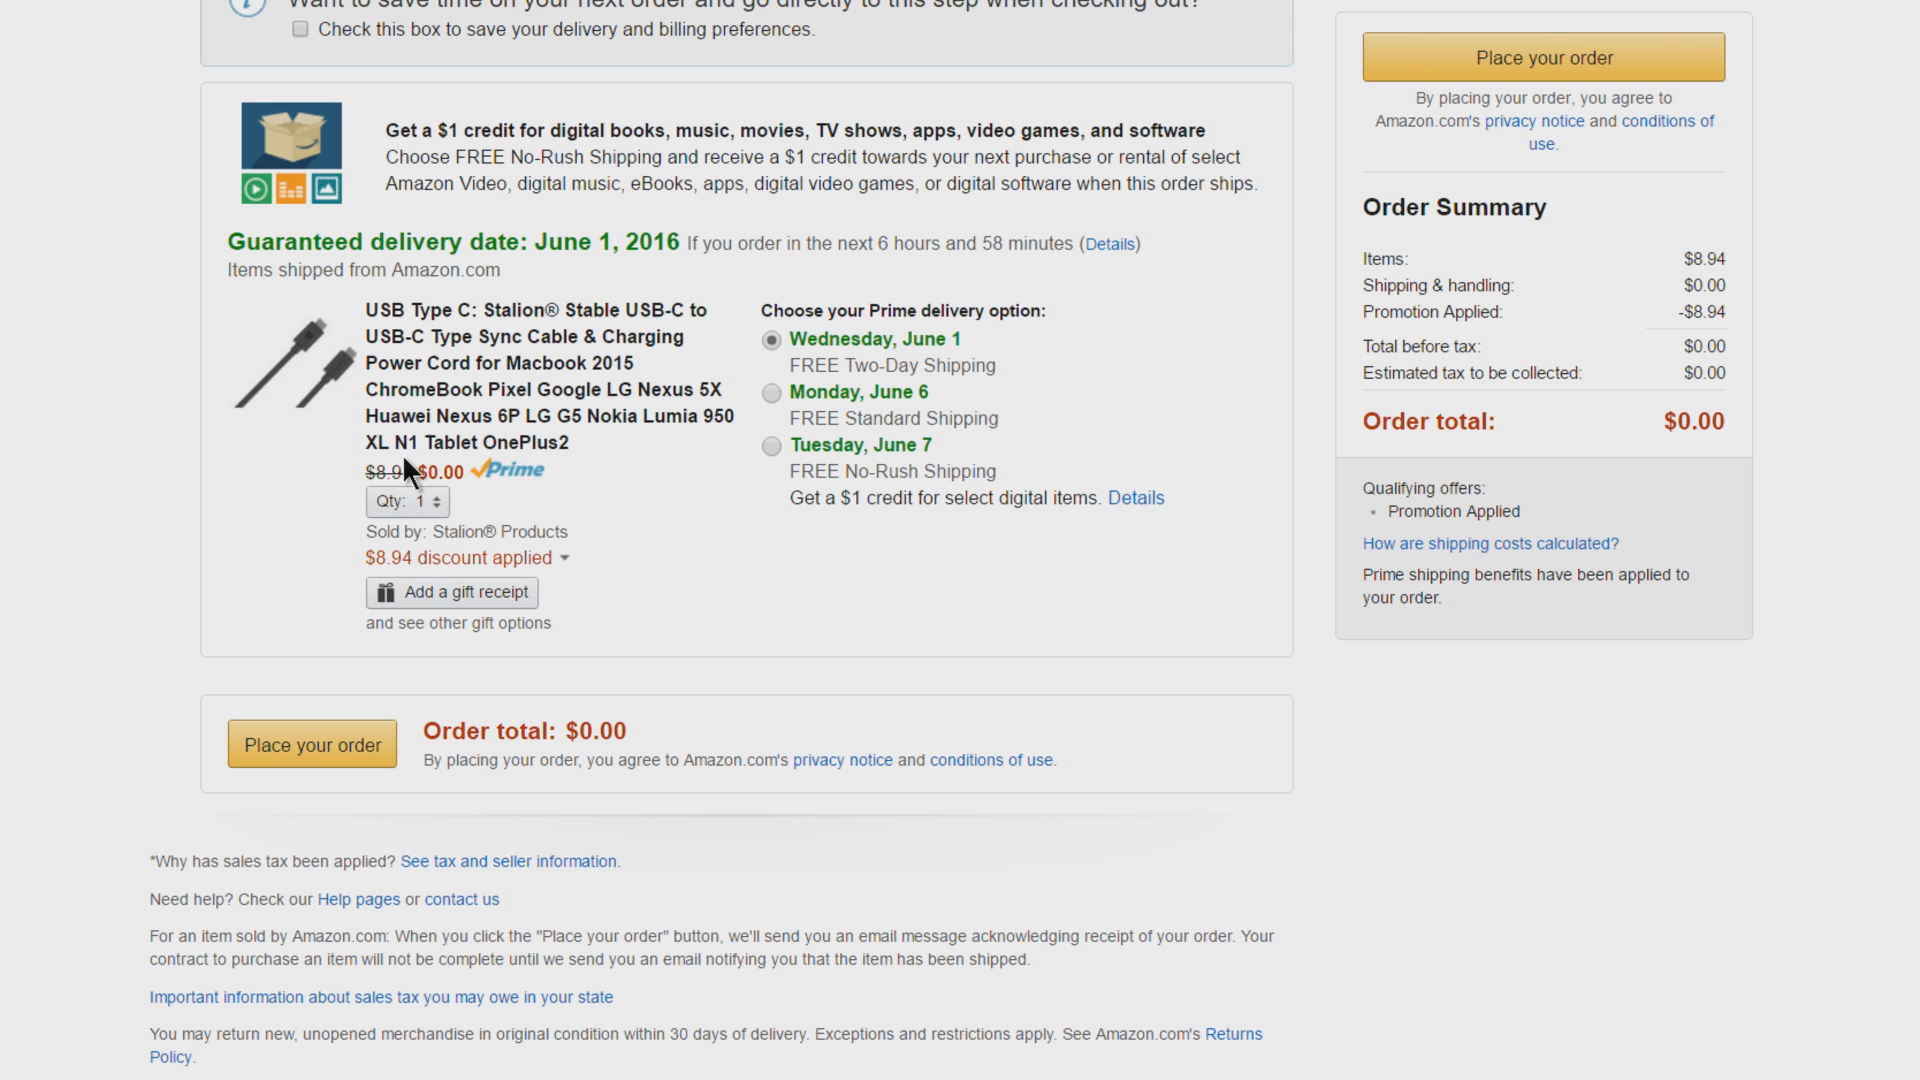 Want to save time on your next order and go directly to this step when checking out?
Check this box to save your delivery and billing preferences.
Get a $1 credit for digital books, music, movies, TV shows, apps, video games, and software
Choose FREE No-Rush Shipping and receive a $1 credit towards your next purchase or rental of select
Amazon Video, digital music, eBooks, apps, digital video games, or digital software when this order ships.
Guaranteed delivery date: June 1, 2016 If you order in the next 6 hours and 58 minutes (Details)
Items shipped from Amazon.com
USB Type C: Stalion® Stable USB-C to
USB-C Type Sync Cable & Charging
Power Cord for Macbook 2015
ChromeBook Pixel Google LG Nexus 5X
Huawei Nexus 6P LG G5 Nokia Lumia 950
XL N1 Tablet OnePlus2
$0.00 Prime
Qty: 1
Sold by: Stalion® Products
$8.94 discount applied
Add a gift receipt
and see other gift options
Choose your Prime delivery option:
Wednesday, June 1
FREE Two-Day Shipping
Monday, June 6
FREE Standard Shipping
Tuesday, June 7
FREE No-Rush Shipping
Get a $1 credit for select digital items. Details
Place your order
Order total: $0.00
By placing your order, you agree to Amazon.com's privacy notice and conditions of use.
*Why has sales tax been applied? See tax and seller information.
Need help? Check our Help pages or contact us
For an item sold by Amazon.com: When you click the "Place your order" button, we'll send you an email message acknowledging receipt of your order. Your
contract to purchase an item will not be complete until we send you an email notifying you that the item has been shipped.
Important information about sales tax you may owe in your state
You may return new, unopened merchandise in original condition within 30 days of delivery. Exceptions and restrictions apply. See Amazon.com's Returns
Policy.
Place your order
By placing your order, you agree to
Amazon.com's privacy notice and conditions of
use.
Order Summary
Items: $8.94
Shipping & handling: $0.00
Promotion Applied: -$8.94
Total before tax: $0.00
Estimated tax to be collected: $0.00
Order total: $0.00
Qualifying offers:
• Promotion Applied
How are shipping costs calculated?
Prime shipping benefits have been applied to
your order.